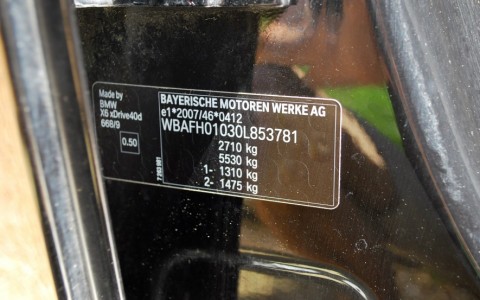 Made by
BMW
X6 xDrive40d
668/9
0.50
BAYERISCHE MOTOREN WERKE AG
e1*2007/46*0412
WBAFH01030L853781
2710 kg
5530 kg
1- 1310 kg
2- 1475 kg